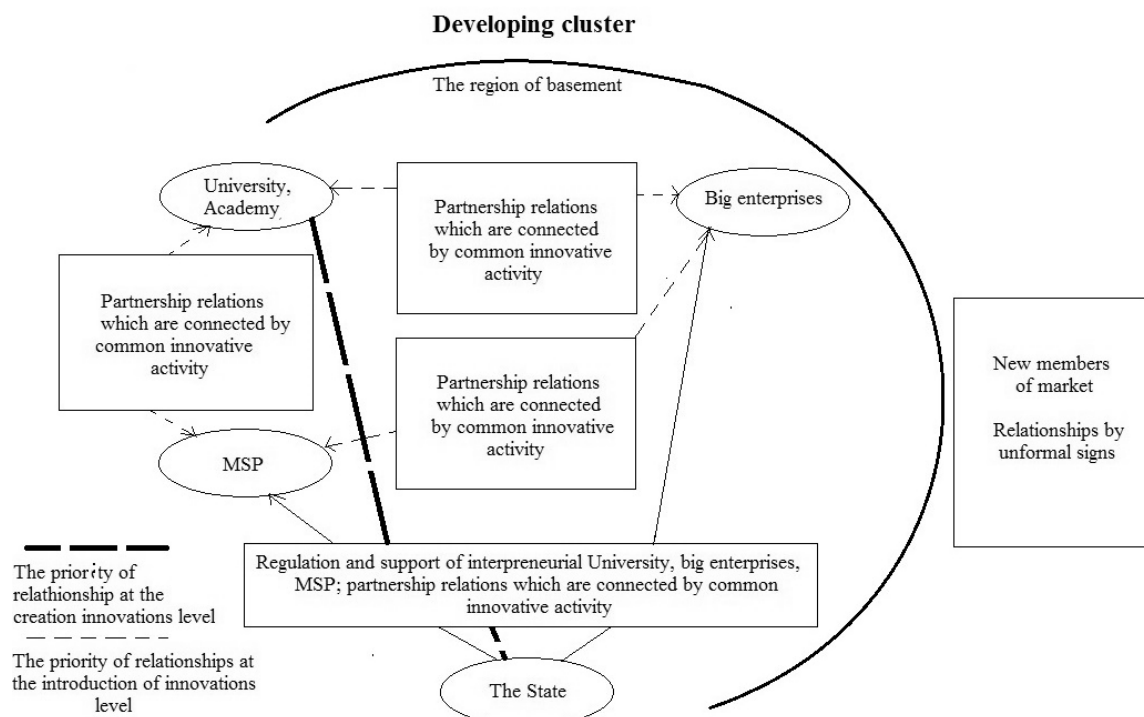 Developing cluster
The region of basement
University,
Academy
Partnership relations
which are connected
by common innovative
activity
Big enterprises
Partnership relations
which are connected by
common innovative
activity
Partnership relations
which are connected
by common innovative
activity
New members
of market
Relationships by
unformal signs
MSP
Regulation and support of interpreneurial University, big enterprises,
MSP; partnership relations which are connected by common
innovative activity
The priority of
relathionship at the
creation innovations level
The priority of relationships at
the introduction of innovations
level
The State